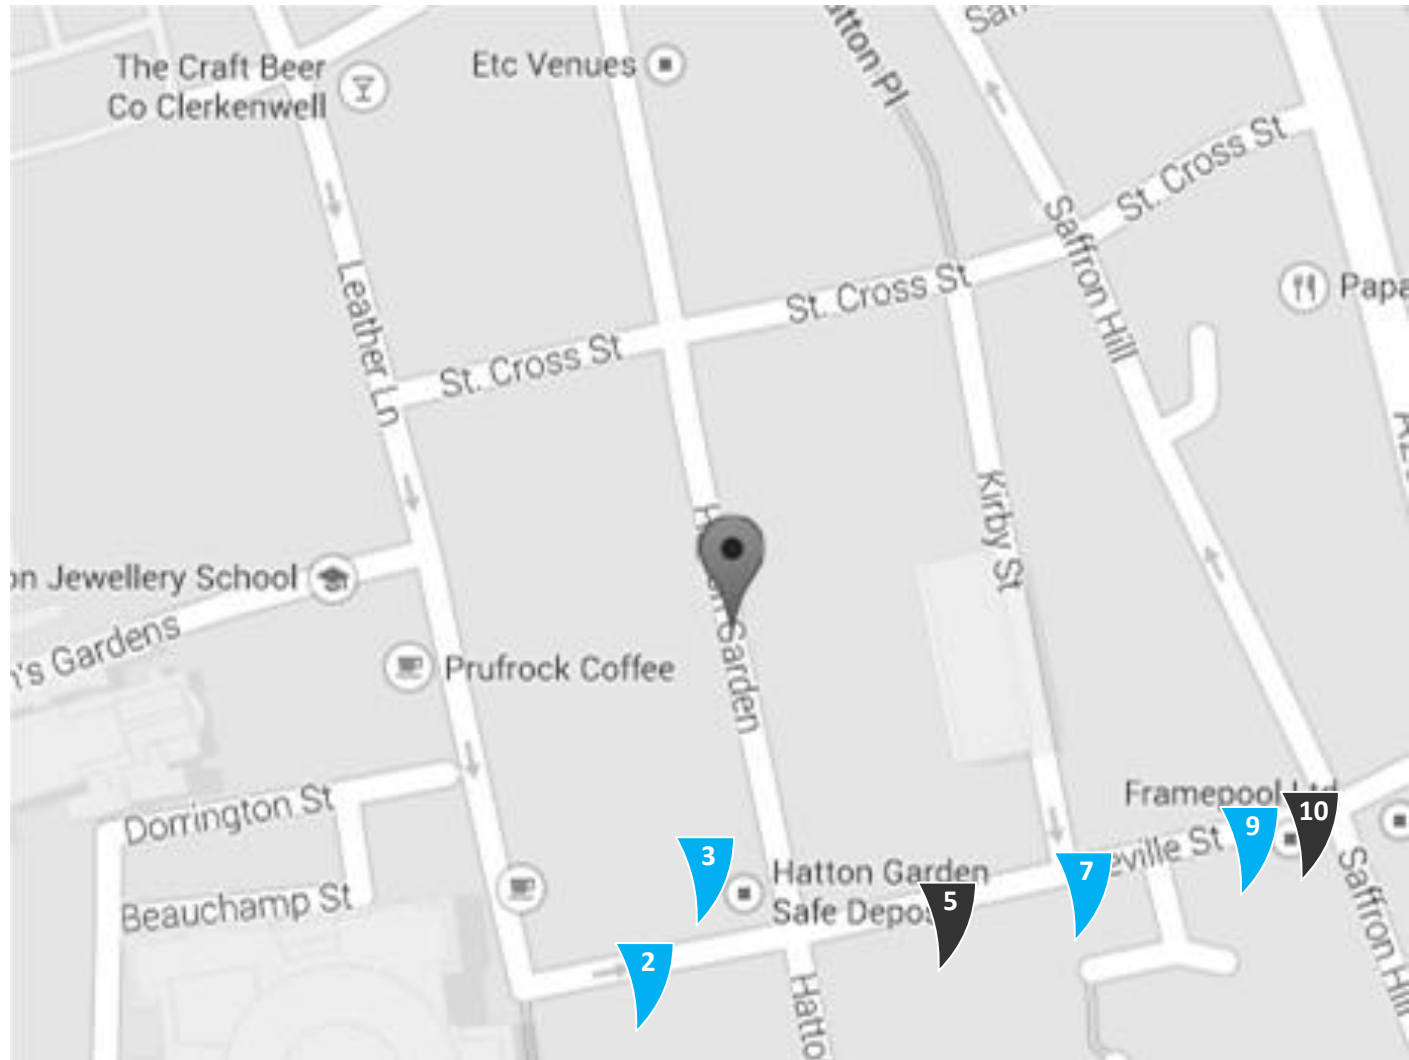 The Craft Beer
Co Clerkenwell
Etc Venues
St. Cross St
Saffron Hill
St. Cross St
St. Cross St
Leather Ln
Kirby St
Jewellery School
Garden
Prufrock Coffee
Dorrington St
Beauchamp St
Framepool
10
9
3
7
Hatton Garden
Safe
5
2
Saffron Hill